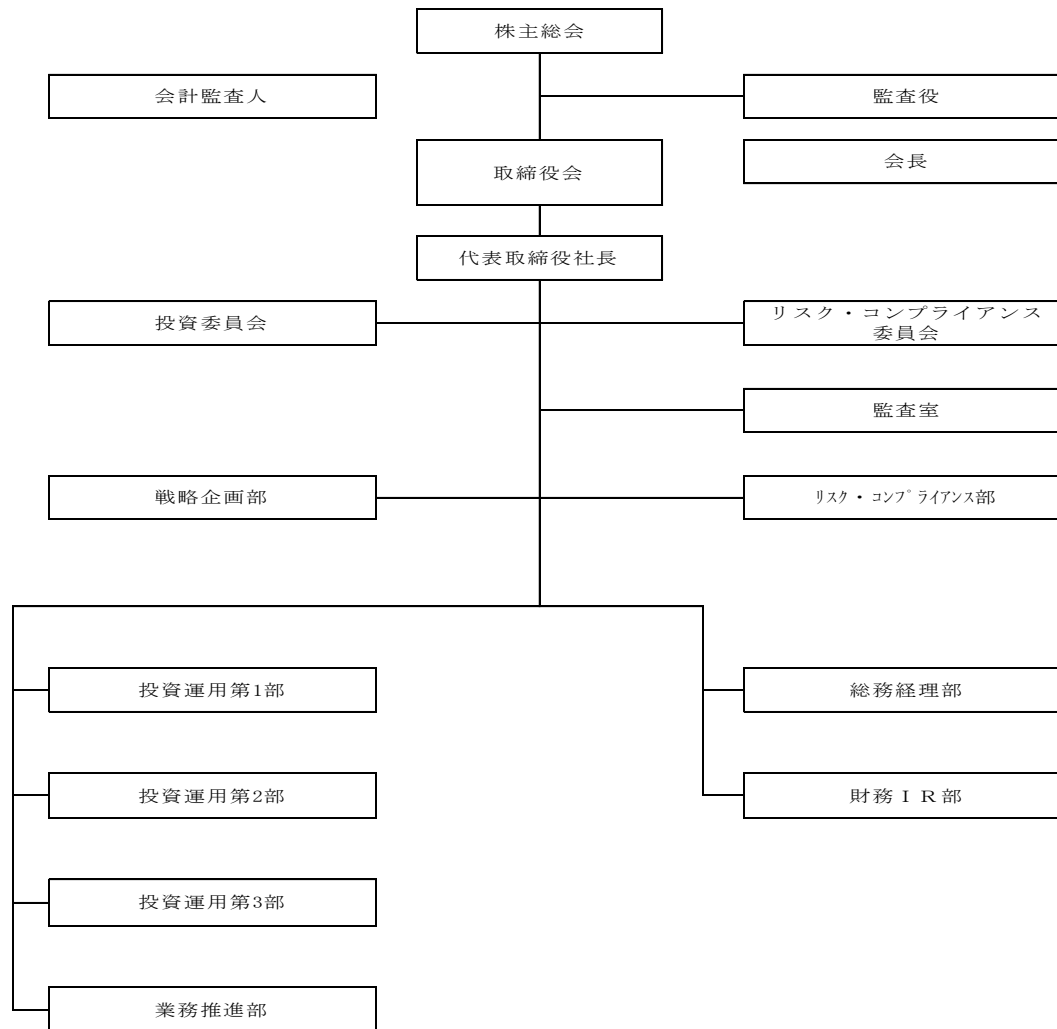 株主総会
会計監査人
監査役
取締役会
会長
代表取締役社長
投資委員会
リスク・コンプライアンス
委員会
監査室
戦略企画部
ﾘｽｸ・ｺﾝﾌﾟﾗｲｱﾝｽ部
投資運用第1部
総務経理部
投資運用第2部
財務ＩＲ部
投資運用第3部
業務推進部